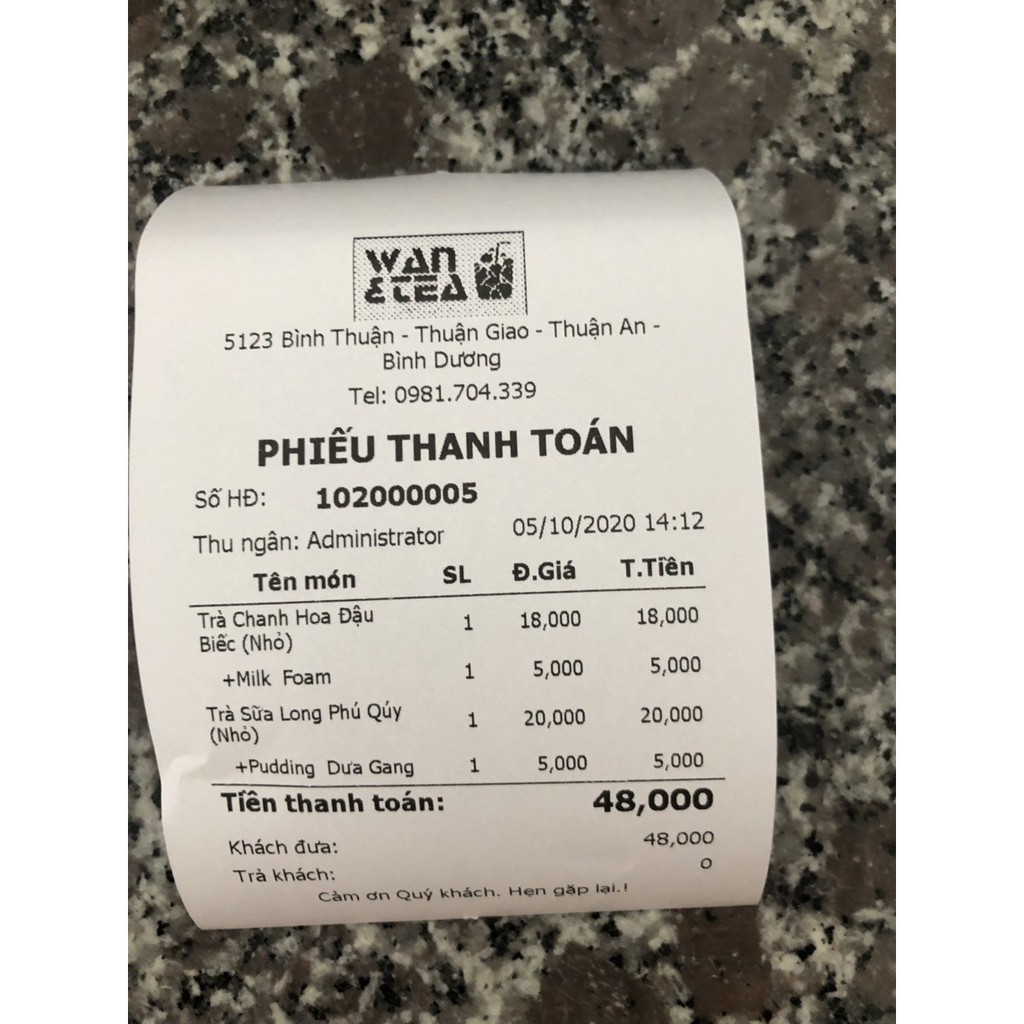 WAN
& TEA
5123 Bình Thuận - Thuận Giao - Thuận An -
Bình Dương
Tel: 0981.704.339
PHIẾU THANH TOÁN
Số HĐ: 102000005
Thu ngân: Administrator 05/10/2020 14:12
Tên món SL Đ.Giá T.Tiền
Trà Chanh Hoa Đậu 1 18,000 18,000
Biếc (Nhỏ)
+Milk Foam 1 5,000 5,000
Trà Sữa Long Phú Qúy 1 20,000 20,000
(Nhỏ)
+Pudding Dưa Gang 1 5,000 5,000
Tiền thanh toán: 48,000
Khách đưa: 48,000
Trả khách: 0
Cảm ơn Quý khách. Hẹn gặp lại.!